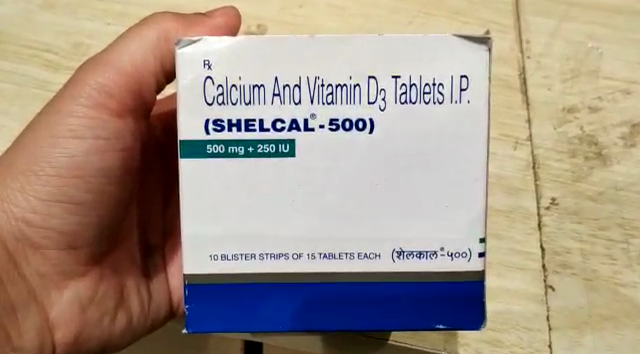 Rx
Calcium And Vitamin D3 Tablets I.P.
(SHELCAL®-500)
500 mg + 250 IU
10 BLISTER STRIPS OF 15 TABLETS EACH (शेलकाल®-५००)